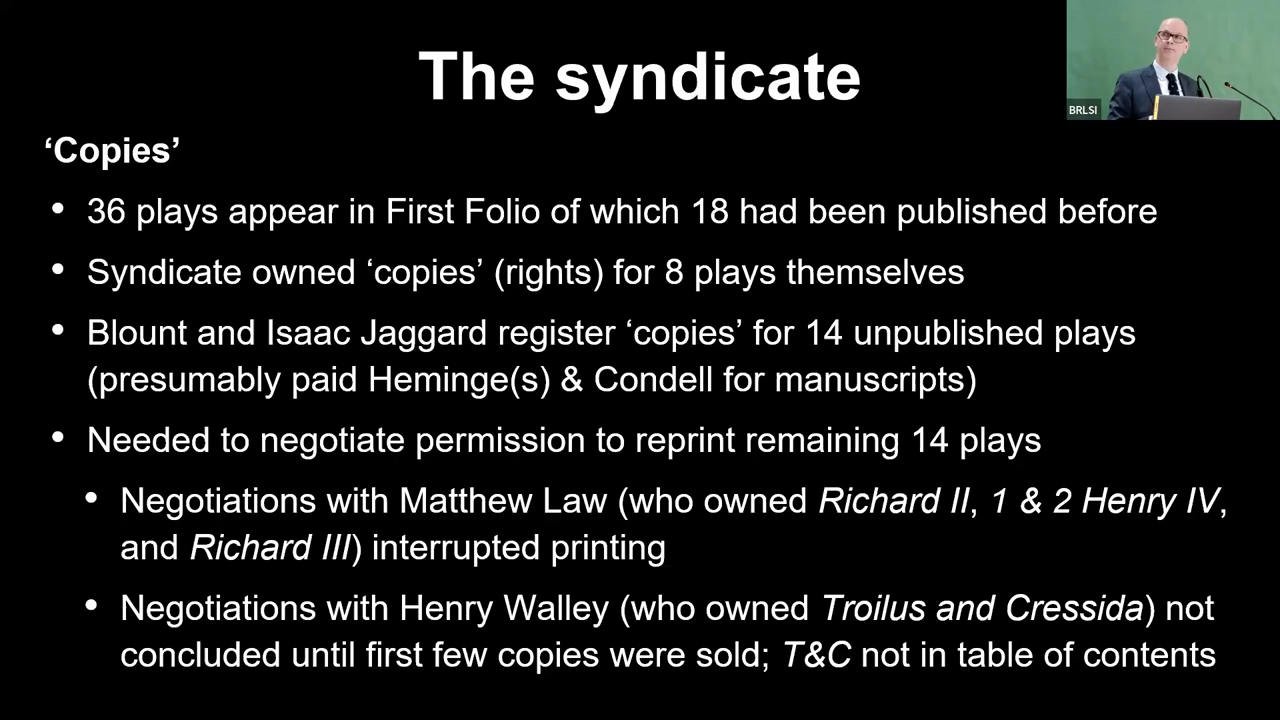 The syndicate
BRLSI
‘Copies’
• 36 plays appear in First Folio of which 18 had been published before
• Syndicate owned ‘copies’ (rights) for 8 plays themselves
• Blount and Isaac Jaggard register ‘copies’ for 14 unpublished plays
(presumably paid Heminge(s) & Condell for manuscripts)
• Needed to negotiate permission to reprint remaining 14 plays
• Negotiations with Matthew Law (who owned Richard II, 1 & 2 Henry IV,
and Richard III) interrupted printing
• Negotiations with Henry Walley (who owned Troilus and Cressida) not
concluded until first few copies were sold; T&C not in table of contents